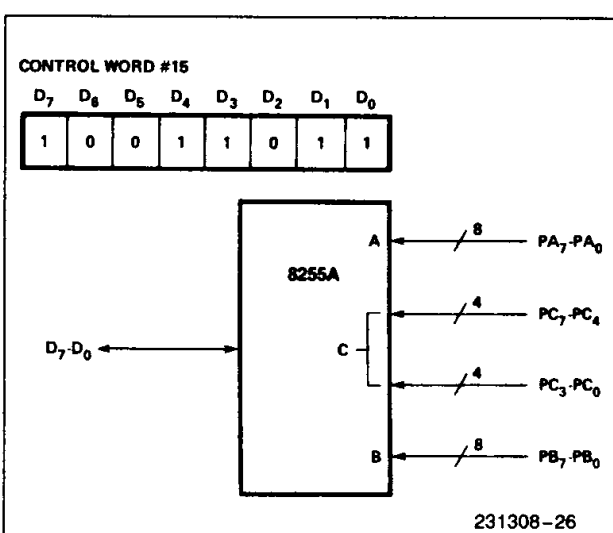 CONTROL WORD #15
D7 D6 D5 D4 D3 D2 D1 D0
1 0 0 1 1 0 1 1
8255A
A 8 PA7-PA0
4 PC7-PC4
D7-D0 C
4 PC3-PC0
B 8 PB7-PB0
231308-26